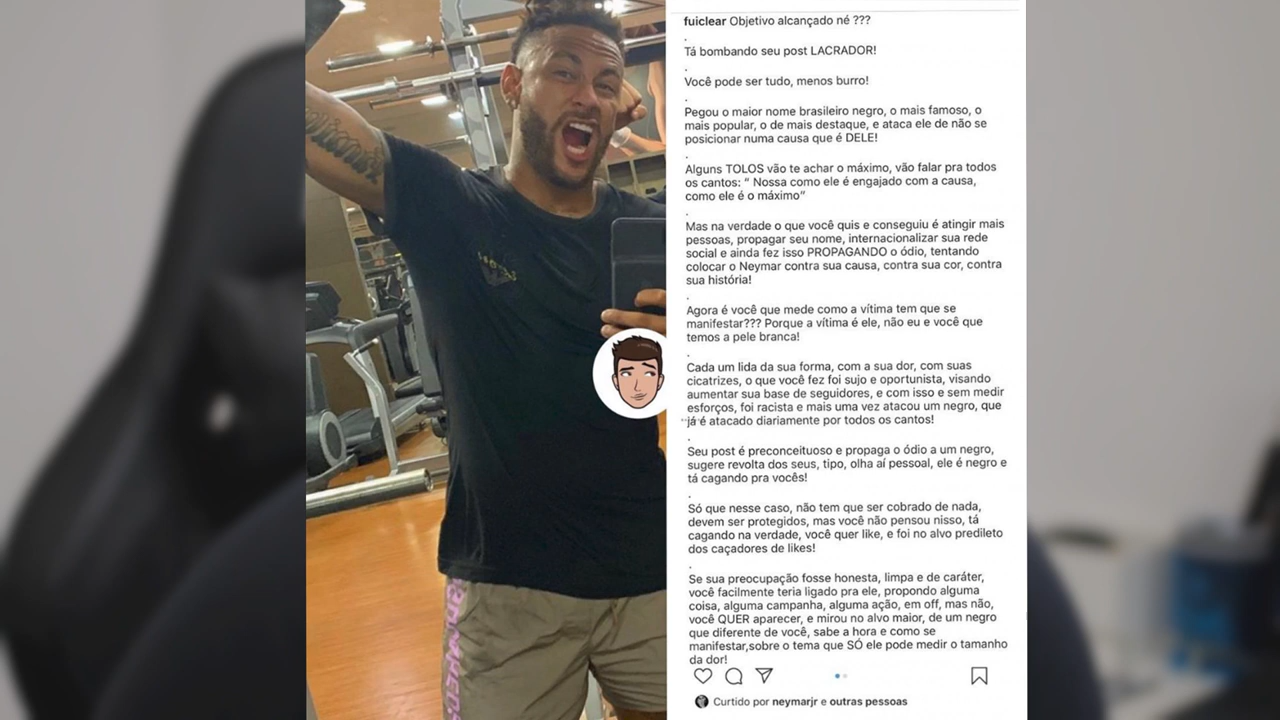 fuiclear Objetivo alcançado né ???
.
Tá bombando seu post LACRADOR!
.
Você pode ser tudo, menos burro!
.
Pegou o maior nome brasileiro negro, o mais famoso, o
mais popular, o de mais destaque, e ataca ele de não se
posicionar numa causa que é DELE!
.
Alguns TOLOS vão te achar o máximo, vão falar pra todos
os cantos: “ Nossa como ele é engajado com a causa,
como ele é o máximo”
.
Mas na verdade o que você quis e conseguiu é atingir mais
pessoas, propagar seu nome, internacionalizar sua rede
social e ainda fez isso PROPAGANDO o ódio, tentando
colocar o Neymar contra sua causa, contra sua cor, contra
sua história!
.
Agora é você que mede como a vítima tem que se
manifestar??? Porque a vítima é ele, não eu e você que
temos a pele branca!
.
Cada um lida da sua forma, com a sua dor, com suas
cicatrizes, o que você fez foi sujo e oportunista, visando
aumentar sua base de seguidores, e com isso e sem medir
esforços, foi racista e mais uma vez atacou um negro, que
já é atacado diariamente por todos os cantos!
.
Seu post é preconceituoso e propaga o ódio a um negro,
sugere revolta dos seus, tipo, olha aí pessoal, ele é negro e
tá cagando pra vocês!
.
Só que nesse caso, não tem que ser cobrado de nada,
devem ser protegidos, mas você não pensou nisso, tá
cagando na verdade, você quer like, e foi no alvo predileto
dos caçadores de likes!
.
Se sua preocupação fosse honesta, limpa e de caráter,
você facilmente teria ligado pra ele, propondo alguma
coisa, alguma campanha, alguma ação, em off, mas não,
você QUER aparecer, e mirou no alvo maior, de um negro
que diferente de você, sabe a hora e como se
manifestar,sobre o tema que SÓ ele pode medir o tamanho
da dor!
Curtido por neymarjr e outras pessoas